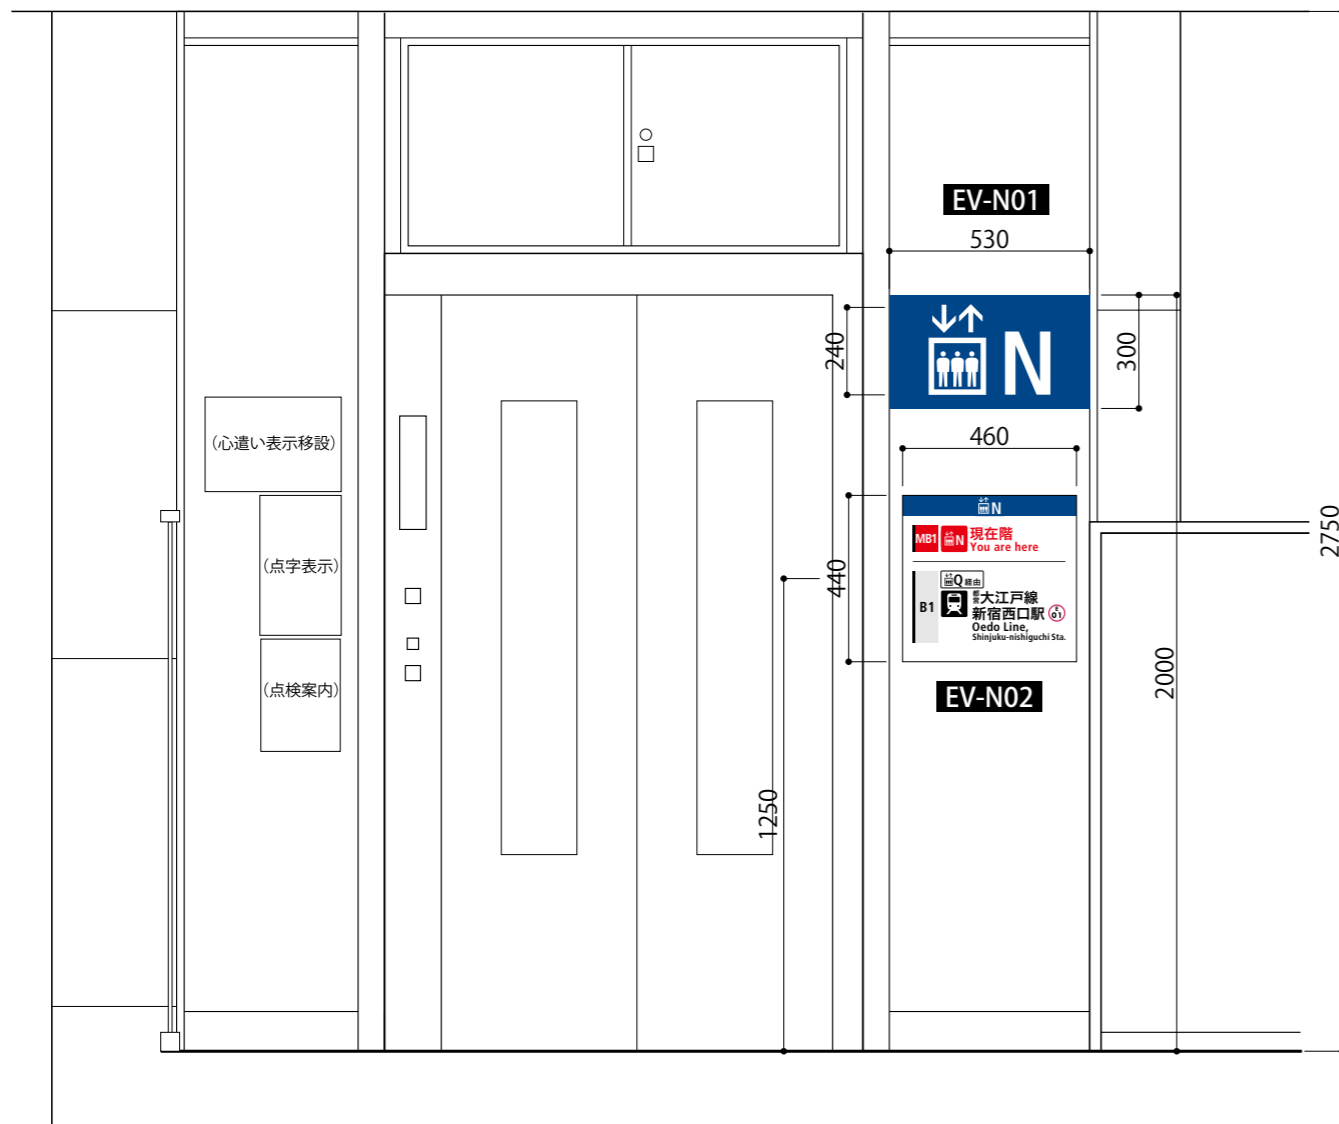 EV-N01
530
240
N
300
460
(心遣い表示移設)
(点字表示)
(点検案内)
440
N
MB1 N 現在階
You are here
B1
Q 経由
都営大江戸線
新宿西口駅 E 01
Oedo Line,
Shinjuku-nishiguchi Sta.
EV-N02
1250
2000
2750